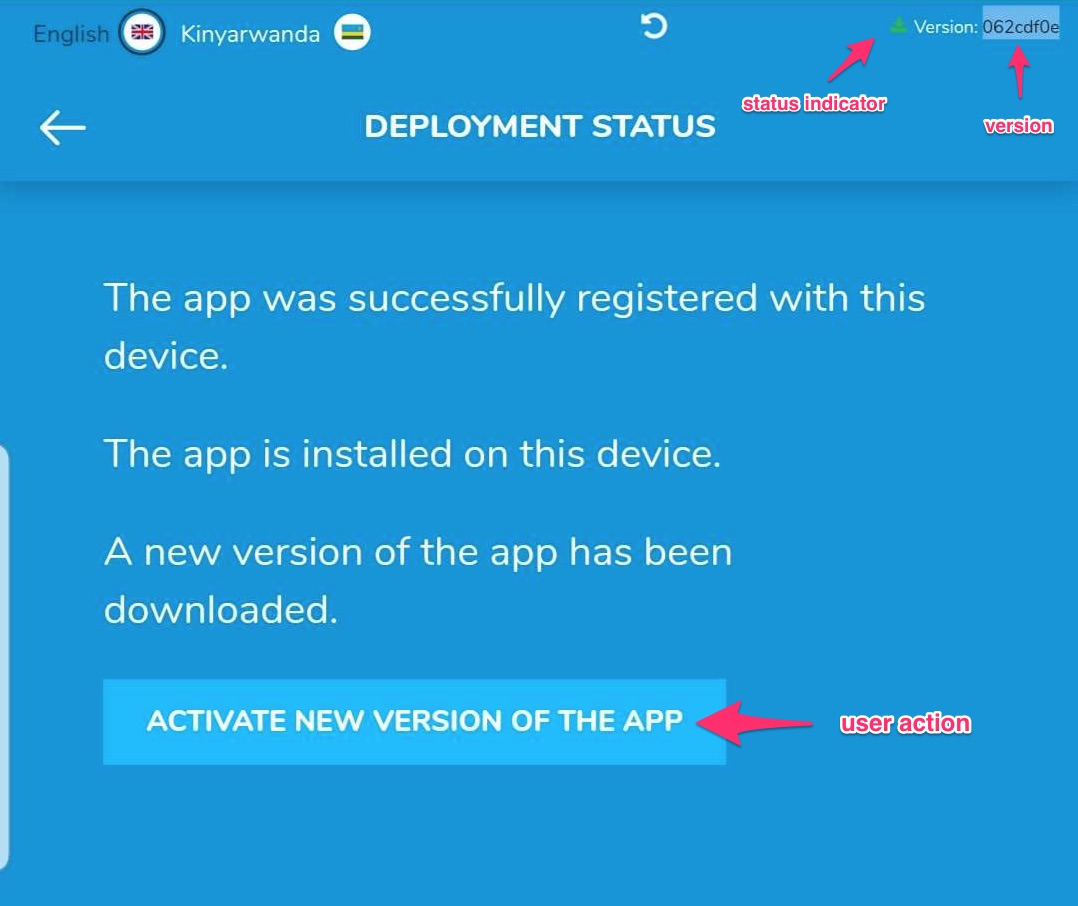 English Kinyarwanda Version: 062cdf0e
status indicator
version
DEPLOYMENT STATUS
The app was successfully registered with this
device.
The app is installed on this device.
A new version of the app has been
downloaded.
ACTIVATE NEW VERSION OF THE APP
user action